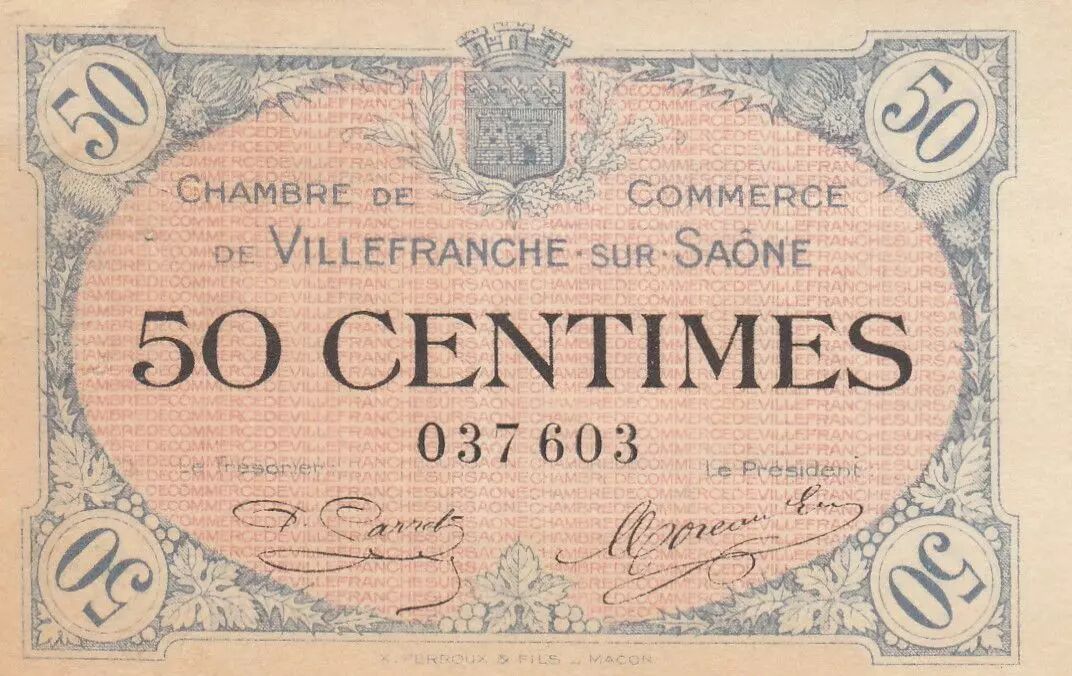 50 50
CHAMBRE DE COMMERCE
DE VILLEFRANCHE·SUR·SAÔNE
50 CENTIMES
037603
Le Trésorier Le Président
50 50
& FILS _ MACON